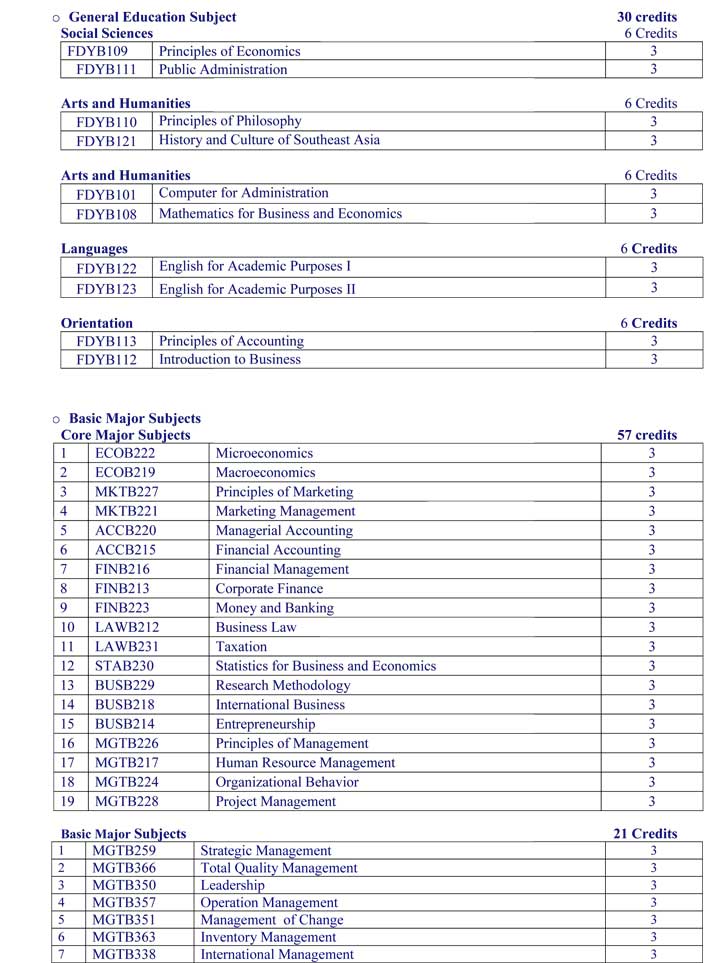 ○ General Education Subject 30 credits
Social Sciences 6 Credits
FDYB109 Principles of Economics 3
FDYB111 Public Administration 3
Arts and Humanities 6 Credits
FDYB110 Principles of Philosophy 3
FDYB121 History and Culture of Southeast Asia 3
Arts and Humanities 6 Credits
FDYB101 Computer for Administration 3
FDYB108 Mathematics for Business and Economics 3
Languages 6 Credits
FDYB122 English for Academic Purposes I 3
FDYB123 English for Academic Purposes II 3
Orientation 6 Credits
FDYB113 Principles of Accounting 3
FDYB112 Introduction to Business 3
○ Basic Major Subjects
Core Major Subjects 57 credits
1 ECOB222 Microeconomics 3
2 ECOB219 Macroeconomics 3
3 MKTB227 Principles of Marketing 3
4 MKTB221 Marketing Management 3
5 ACCB220 Managerial Accounting 3
6 ACCB215 Financial Accounting 3
7 FINB216 Financial Management 3
8 FINB213 Corporate Finance 3
9 FINB223 Money and Banking 3
10 LAWB212 Business Law 3
11 LAWB231 Taxation 3
12 STAB230 Statistics for Business and Economics 3
13 BUSB229 Research Methodology 3
14 BUSB218 International Business 3
15 BUSB214 Entrepreneurship 3
16 MGTB226 Principles of Management 3
17 MGTB217 Human Resource Management 3
18 MGTB224 Organizational Behavior 3
19 MGTB228 Project Management 3
Basic Major Subjects 21 Credits
1 MGTB259 Strategic Management 3
2 MGTB366 Total Quality Management 3
3 MGTB350 Leadership 3
4 MGTB357 Operation Management 3
5 MGTB351 Management of Change 3
6 MGTB363 Inventory Management 3
7 MGTB338 International Management 3